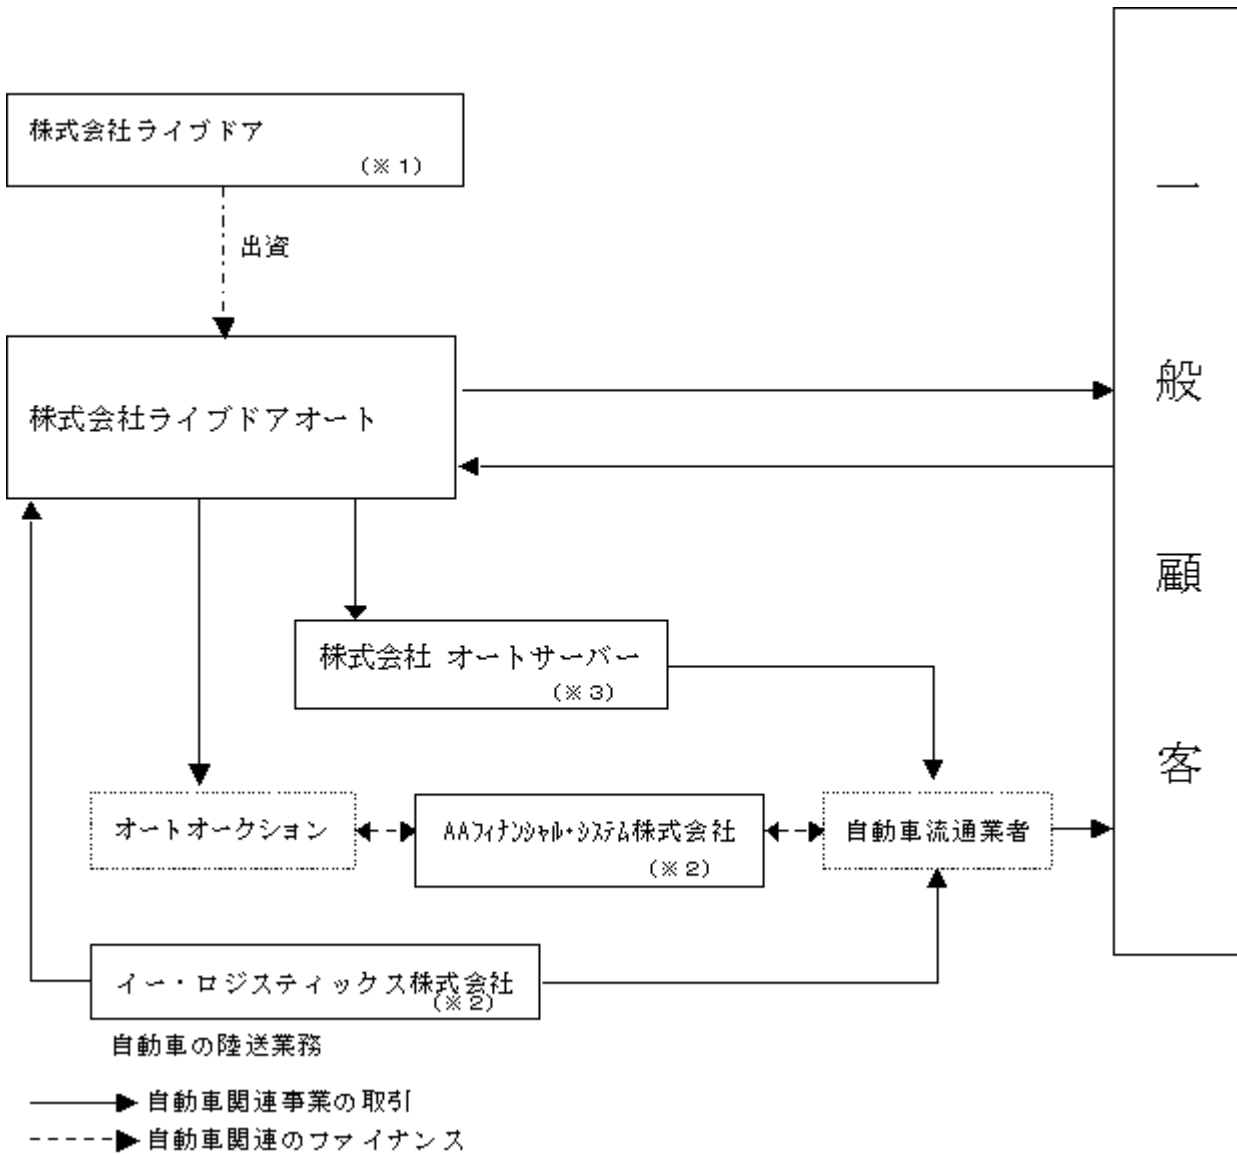 株式会社ライブドア
(※1)
出資
株式会社ライブドアオート
一般顧客
株式会社 オートサーバー
(※3)
オートオークション
AAフィナンシャル・システム株式会社
(※2)
自動車流通業者
イー・ロジスティックス株式会社
(※2)
自動車の陸送業務
自動車関連事業の取引
自動車関連のファイナンス